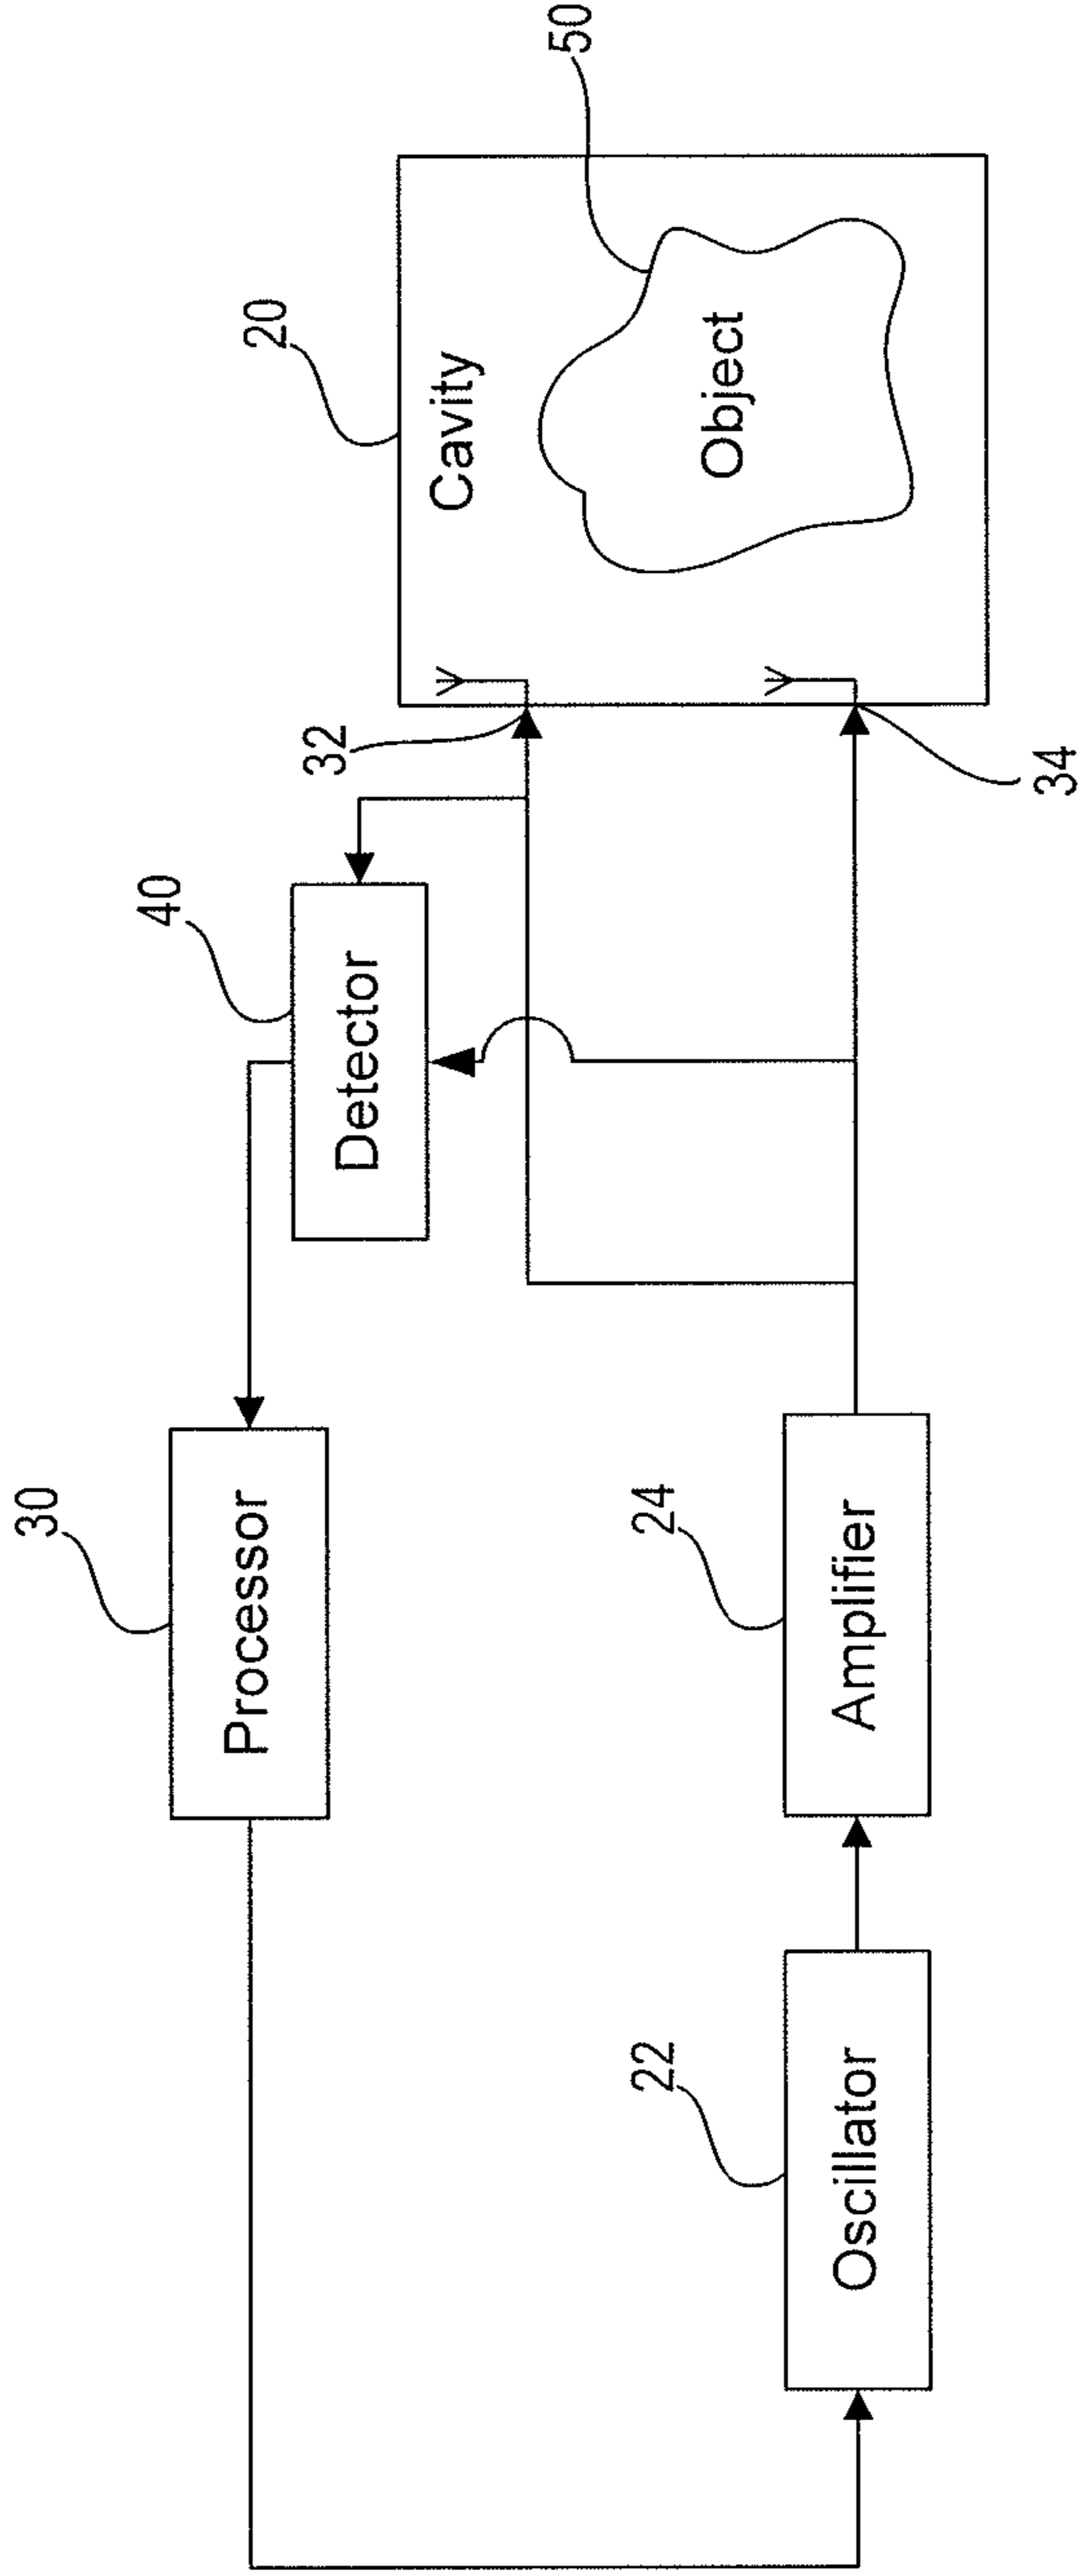 30
Processor
40
Detector
20
Cavity
50
Object
32
34
22
Oscillator
24
Amplifier